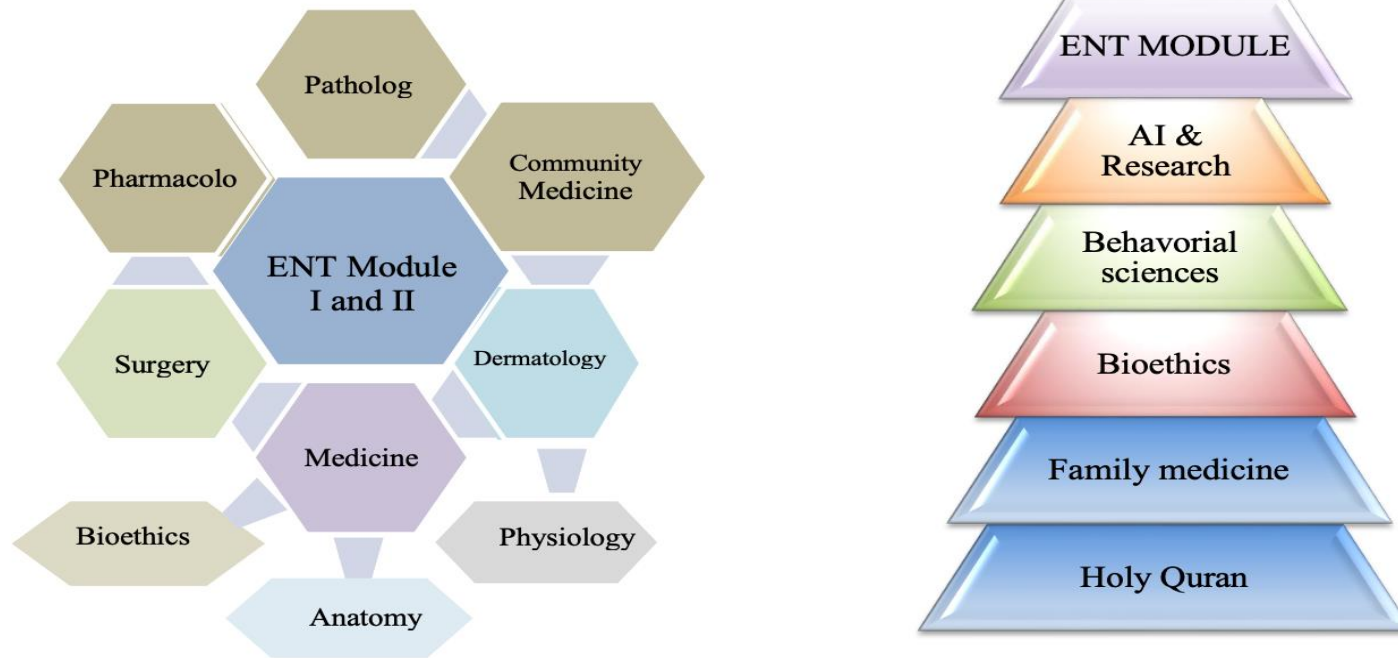 Patholog
Pharmacolo
Community
Medicine
ENT Module
I and II
Surgery
Dermatology
Medicine
Bioethics
Physiology
Anatomy
ENT MODULE
AI &
Research
Behavorial
sciences
Bioethics
Family medicine
Holy Quran